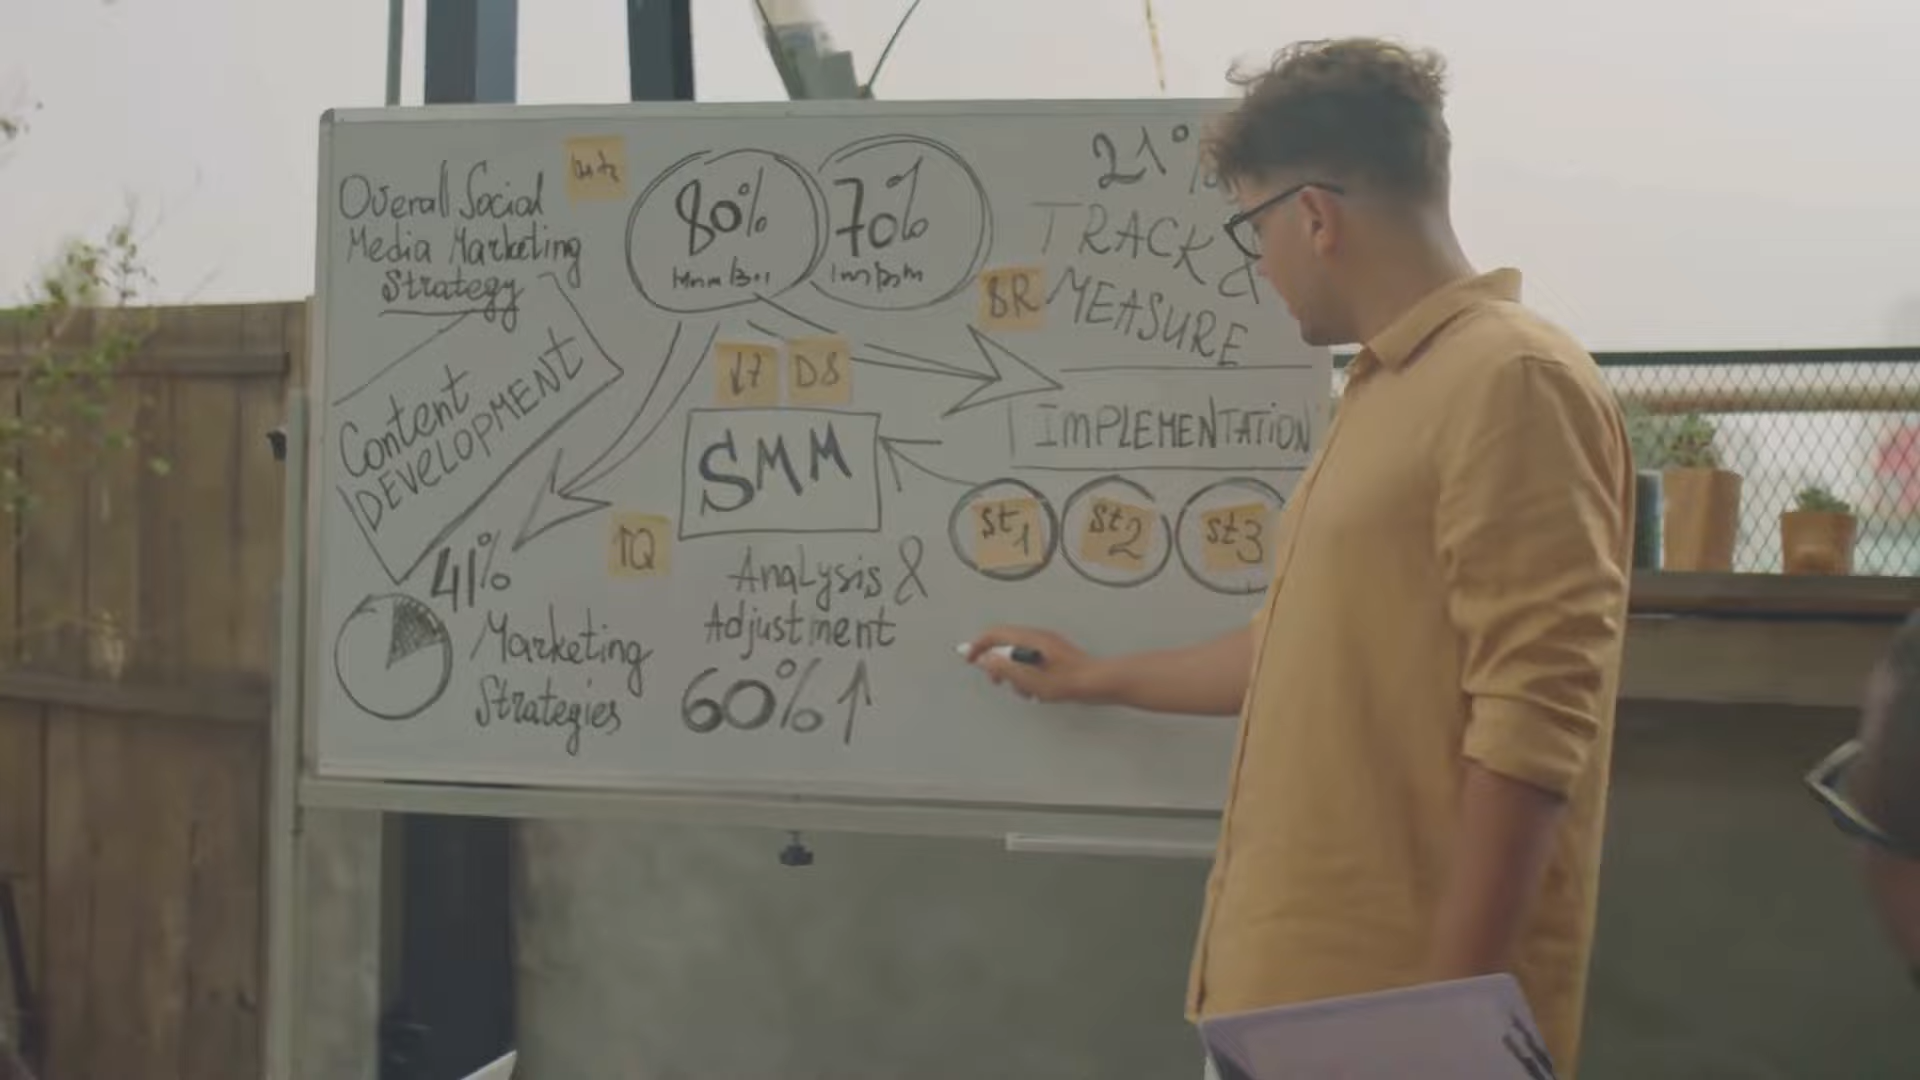 Overall Social
Media Marketing
Strategy
80%
70%
21%
TRACK &
MEASURE
BR
Content
DEVELOPMENT
DS
SMM
IMPLEMENTATION
St1
St2
St3
41%
Marketing
Strategies
Analysis &
Adjustment
60%↑